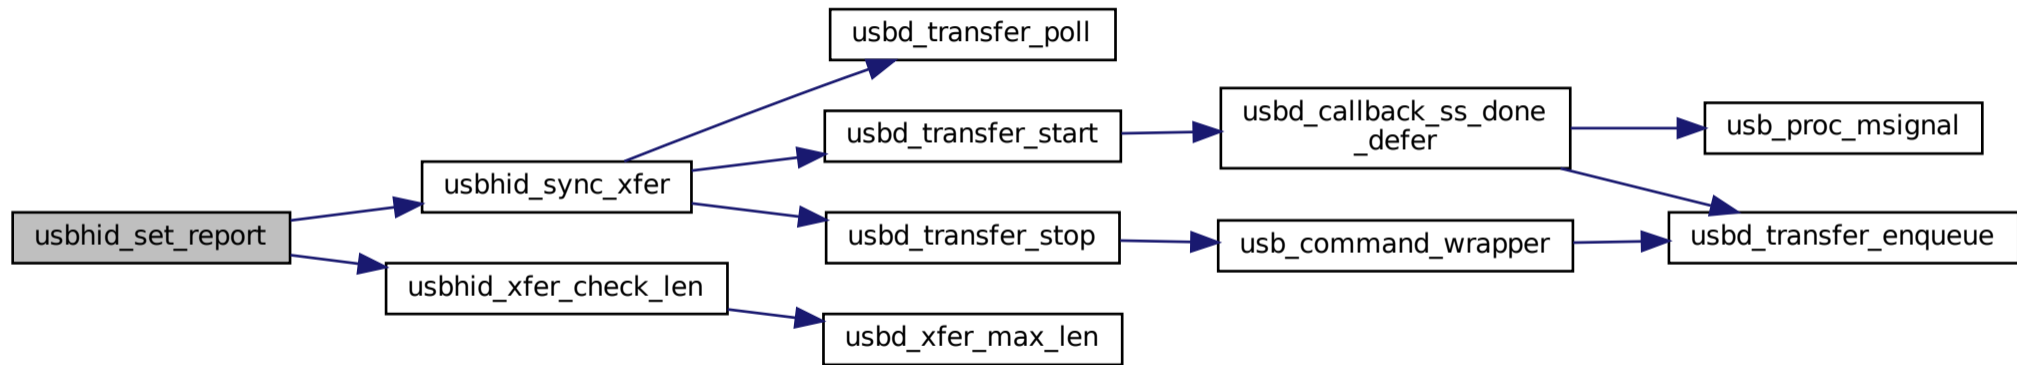 usbd_transfer_poll
usbd_callback_ss_done
_defer
usb_proc_msignal
usbd_transfer_start
usbhid_sync_xfer
usbhid_set_report
usbd_transfer_stop
usb_command_wrapper
usbd_transfer_enqueue
usbhid_xfer_check_len
usbd_xfer_max_len